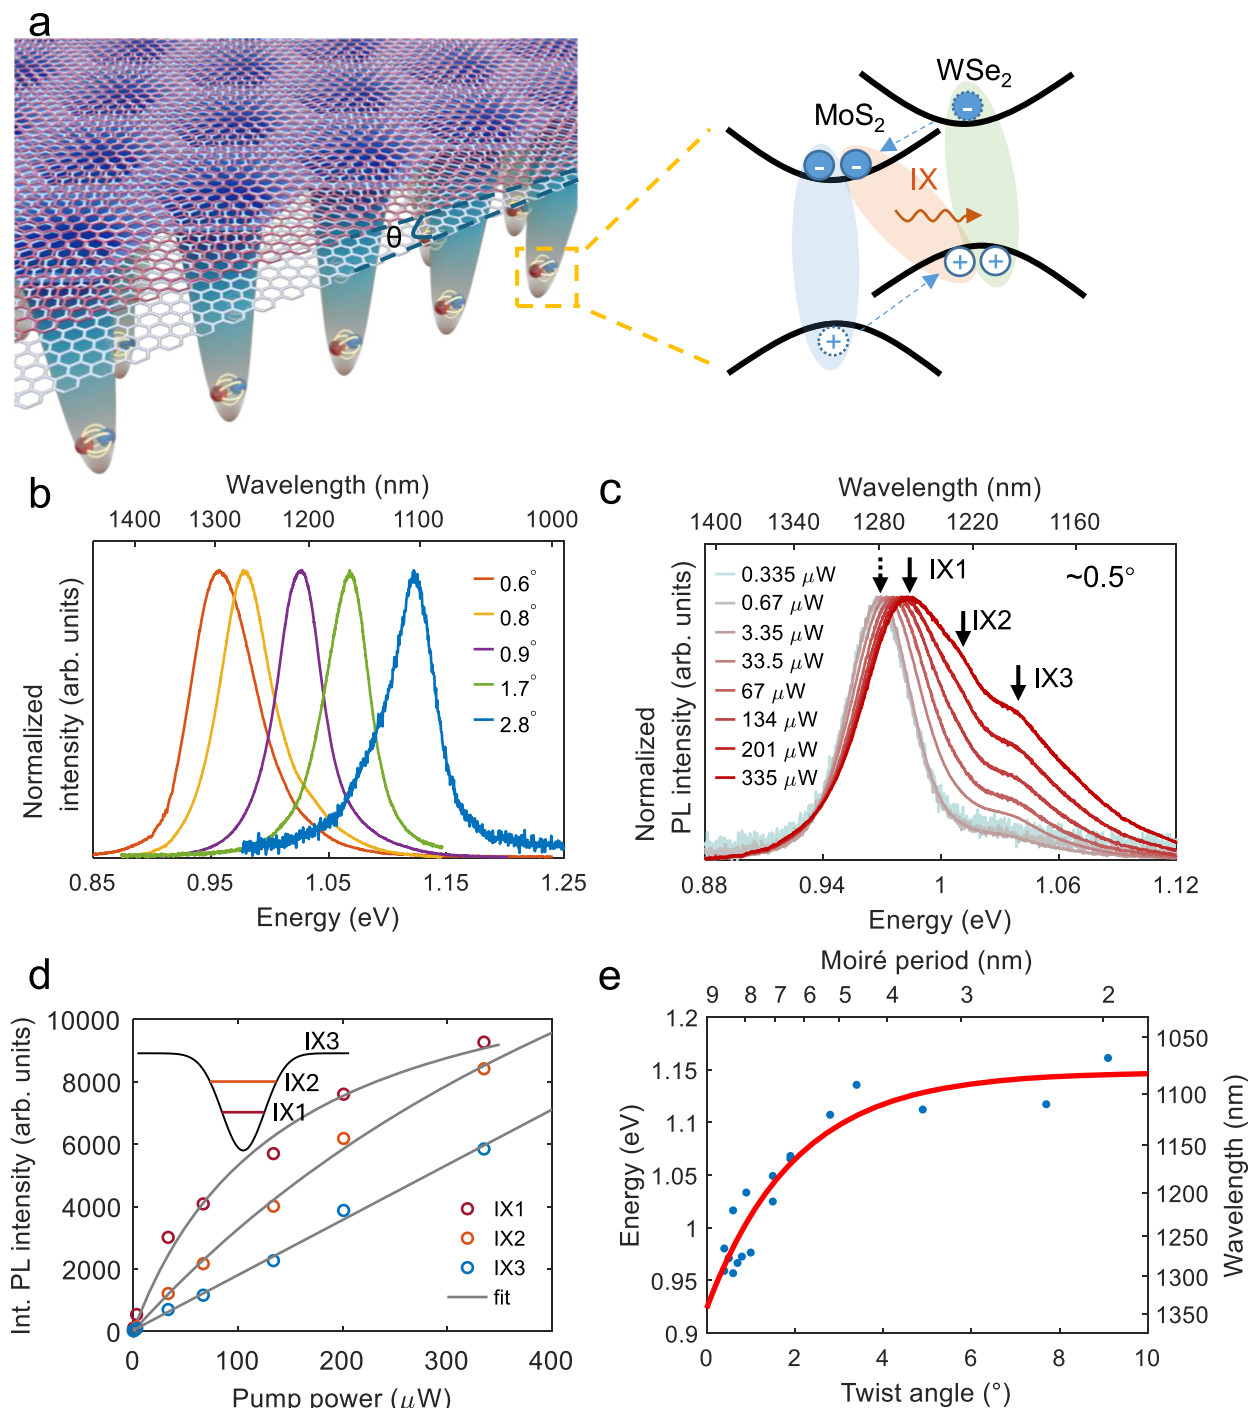 a
WSe2
MoS2
IX
θ
b
Wavelength (nm)
1400 1300 1200 1100 1000
Normalized
intensity (arb. units)
0.6°
0.8°
0.9°
1.7°
2.8°
0.85 0.95 1.05 1.15 1.25
Energy (eV)
c
Wavelength (nm)
1400 1340 1280 1220 1160
Normalized
PL intensity (arb. units)
0.335 μW
0.67 μW
3.35 μW
33.5 μW
67 μW
134 μW
201 μW
335 μW
IX1
IX2
IX3
~0.5°
0.88 0.94 1 1.06 1.12
Energy (eV)
d
Int. PL intensity (arb. units)
10000
8000
6000
4000
2000
0
IX3
IX2
IX1
IX1
IX2
IX3
fit
0 100 200 300 400
Pump power (μW)
e
Moiré period (nm)
9 8 7 6 5 4 3 2
Energy (eV)
1.2
1.15
1.1
1.05
1
0.95
0.9
1050
1100
1150
1200
1250
1300
1350
Wavelength (nm)
0 2 4 6 8 10
Twist angle (°)